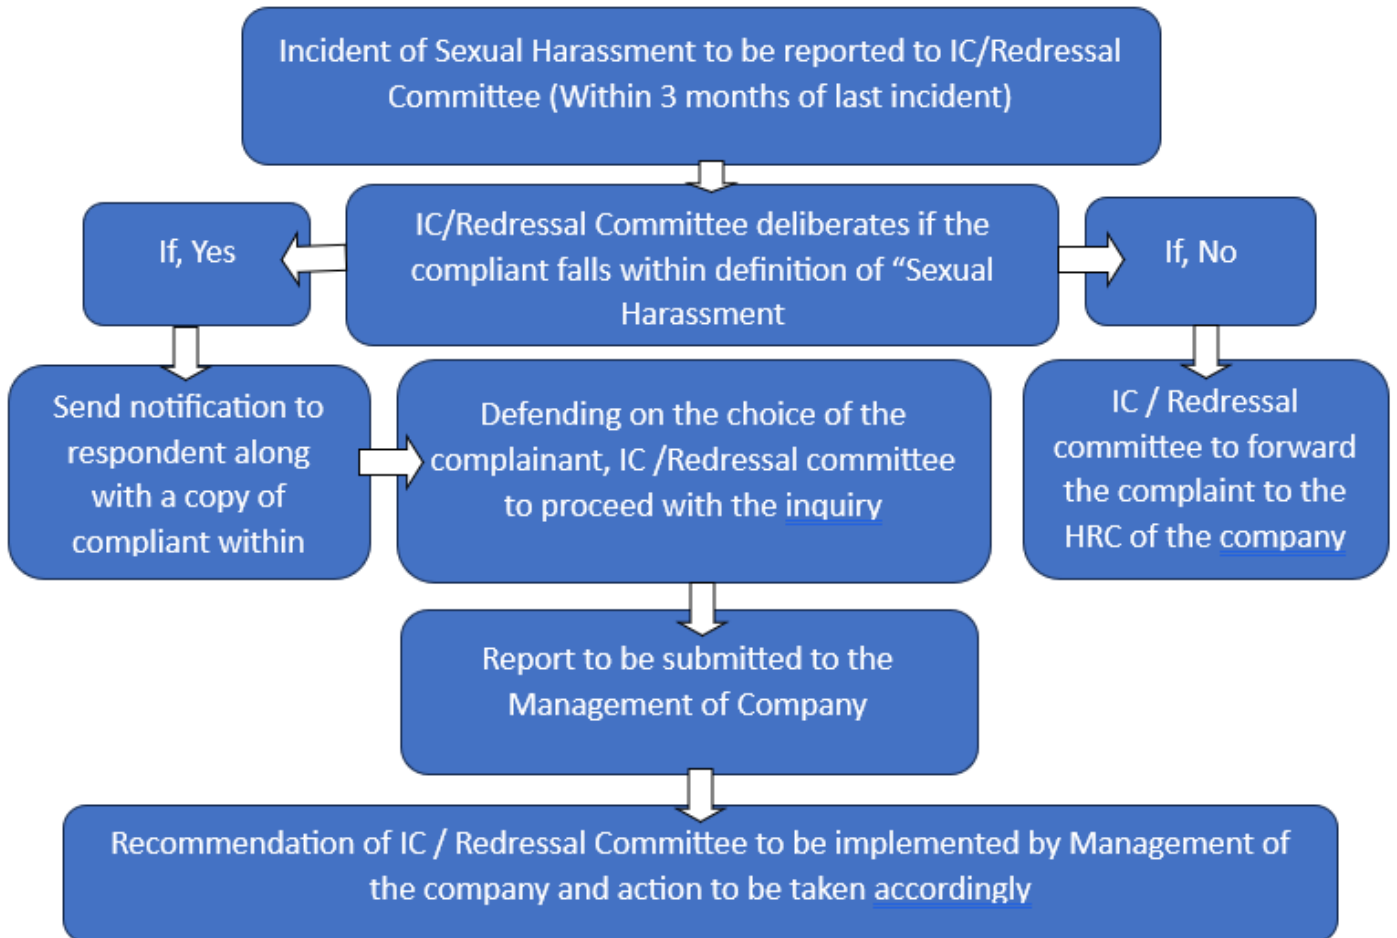 Incident of Sexual Harassment to be reported to IC/Redressal
Committee (Within 3 months of last incident)
If, Yes
IC/Redressal Committee deliberates if the
compliant falls within definition of “Sexual
Harassment
If, No
Send notification to
respondent along
with a copy of
compliant within
Defending on the choice of the
complainant, IC /Redressal committee
to proceed with the inquiry
IC / Redressal
committee to forward
the complaint to the
HRC of the company
Report to be submitted to the
Management of Company
Recommendation of IC / Redressal Committee to be implemented by Management of
the company and action to be taken accordingly